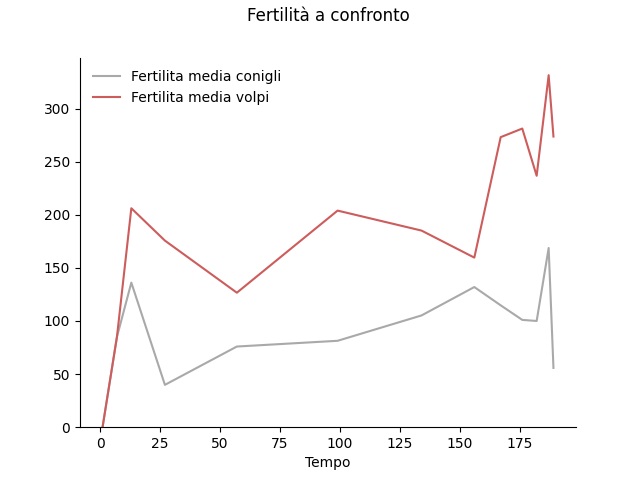 Fertilità a confronto
Fertilita media conigli
Fertilita media volpi
300
250
200
150
100
50
0
0 25 50 75 100 125 150 175
Tempo